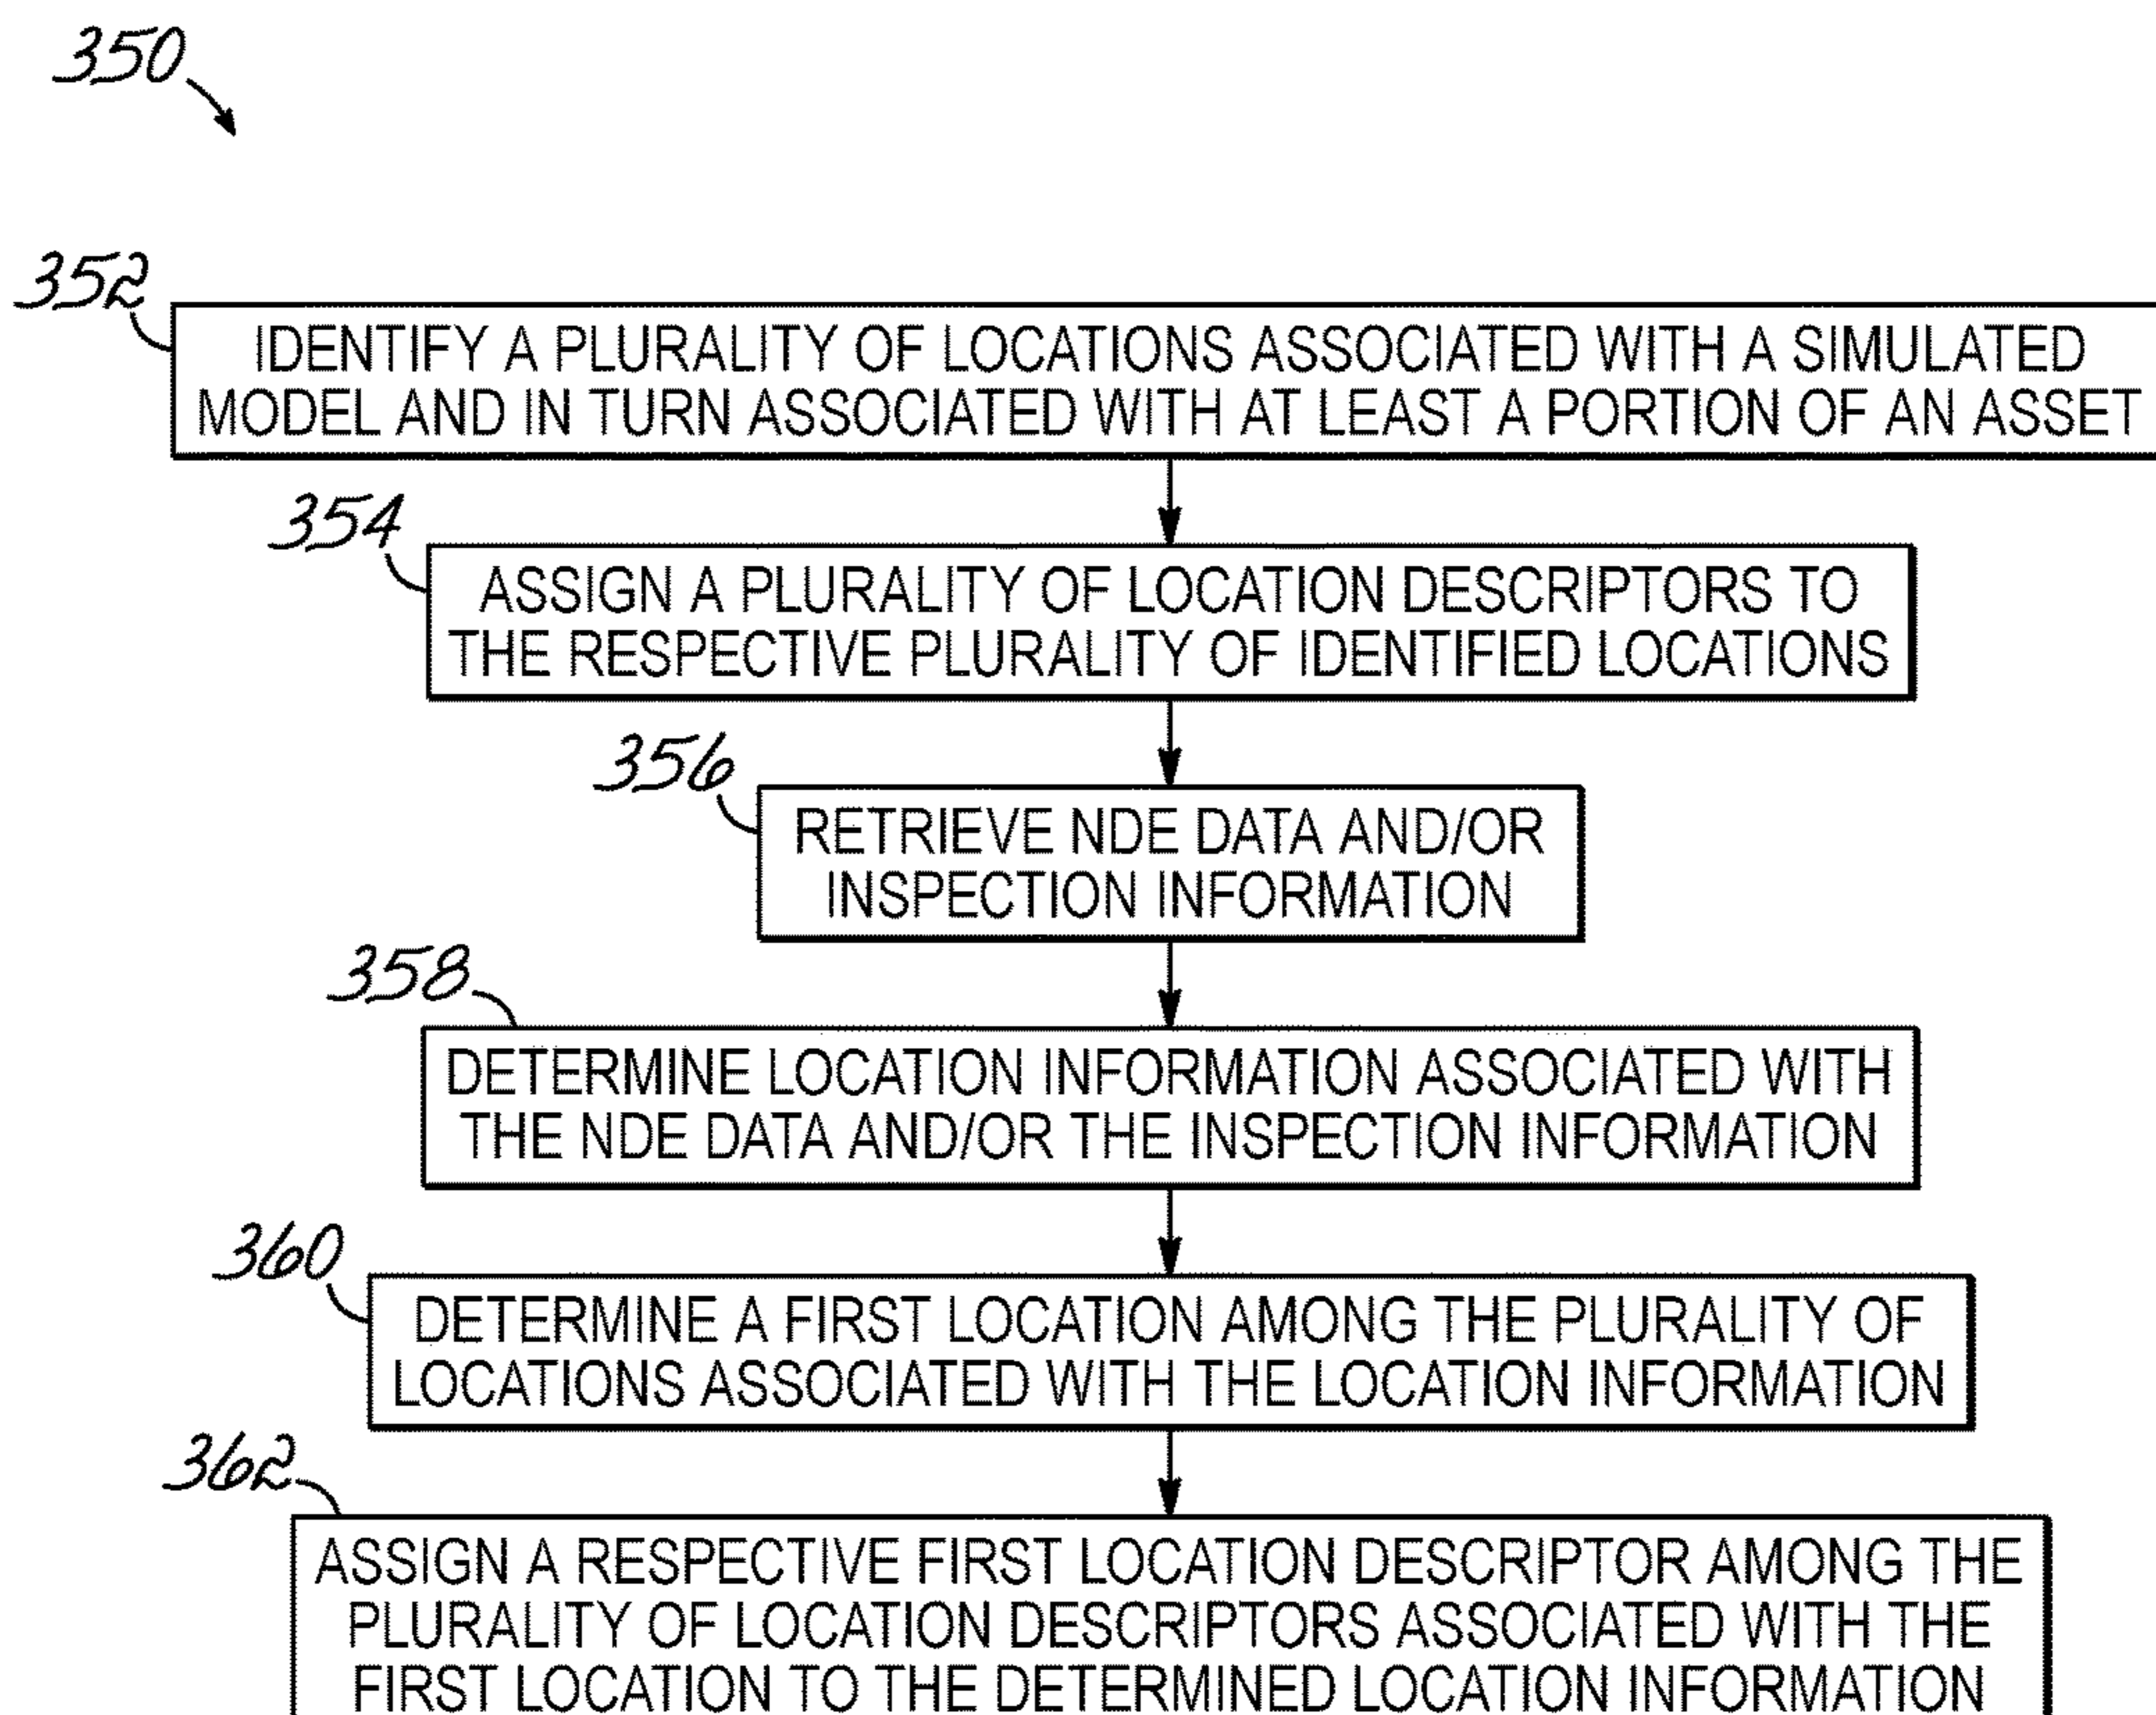 350
352
IDENTIFY A PLURALITY OF LOCATIONS ASSOCIATED WITH A SIMULATED
MODEL AND IN TURN ASSOCIATED WITH AT LEAST A PORTION OF AN ASSET
354
ASSIGN A PLURALITY OF LOCATION DESCRIPTORS TO
THE RESPECTIVE PLURALITY OF IDENTIFIED LOCATIONS
356
RETRIEVE NDE DATA AND/OR
INSPECTION INFORMATION
358
DETERMINE LOCATION INFORMATION ASSOCIATED WITH
THE NDE DATA AND/OR THE INSPECTION INFORMATION
360
DETERMINE A FIRST LOCATION AMONG THE PLURALITY OF
LOCATIONS ASSOCIATED WITH THE LOCATION INFORMATION
362
ASSIGN A RESPECTIVE FIRST LOCATION DESCRIPTOR AMONG THE
PLURALITY OF LOCATION DESCRIPTORS ASSOCIATED WITH THE
FIRST LOCATION TO THE DETERMINED LOCATION INFORMATION